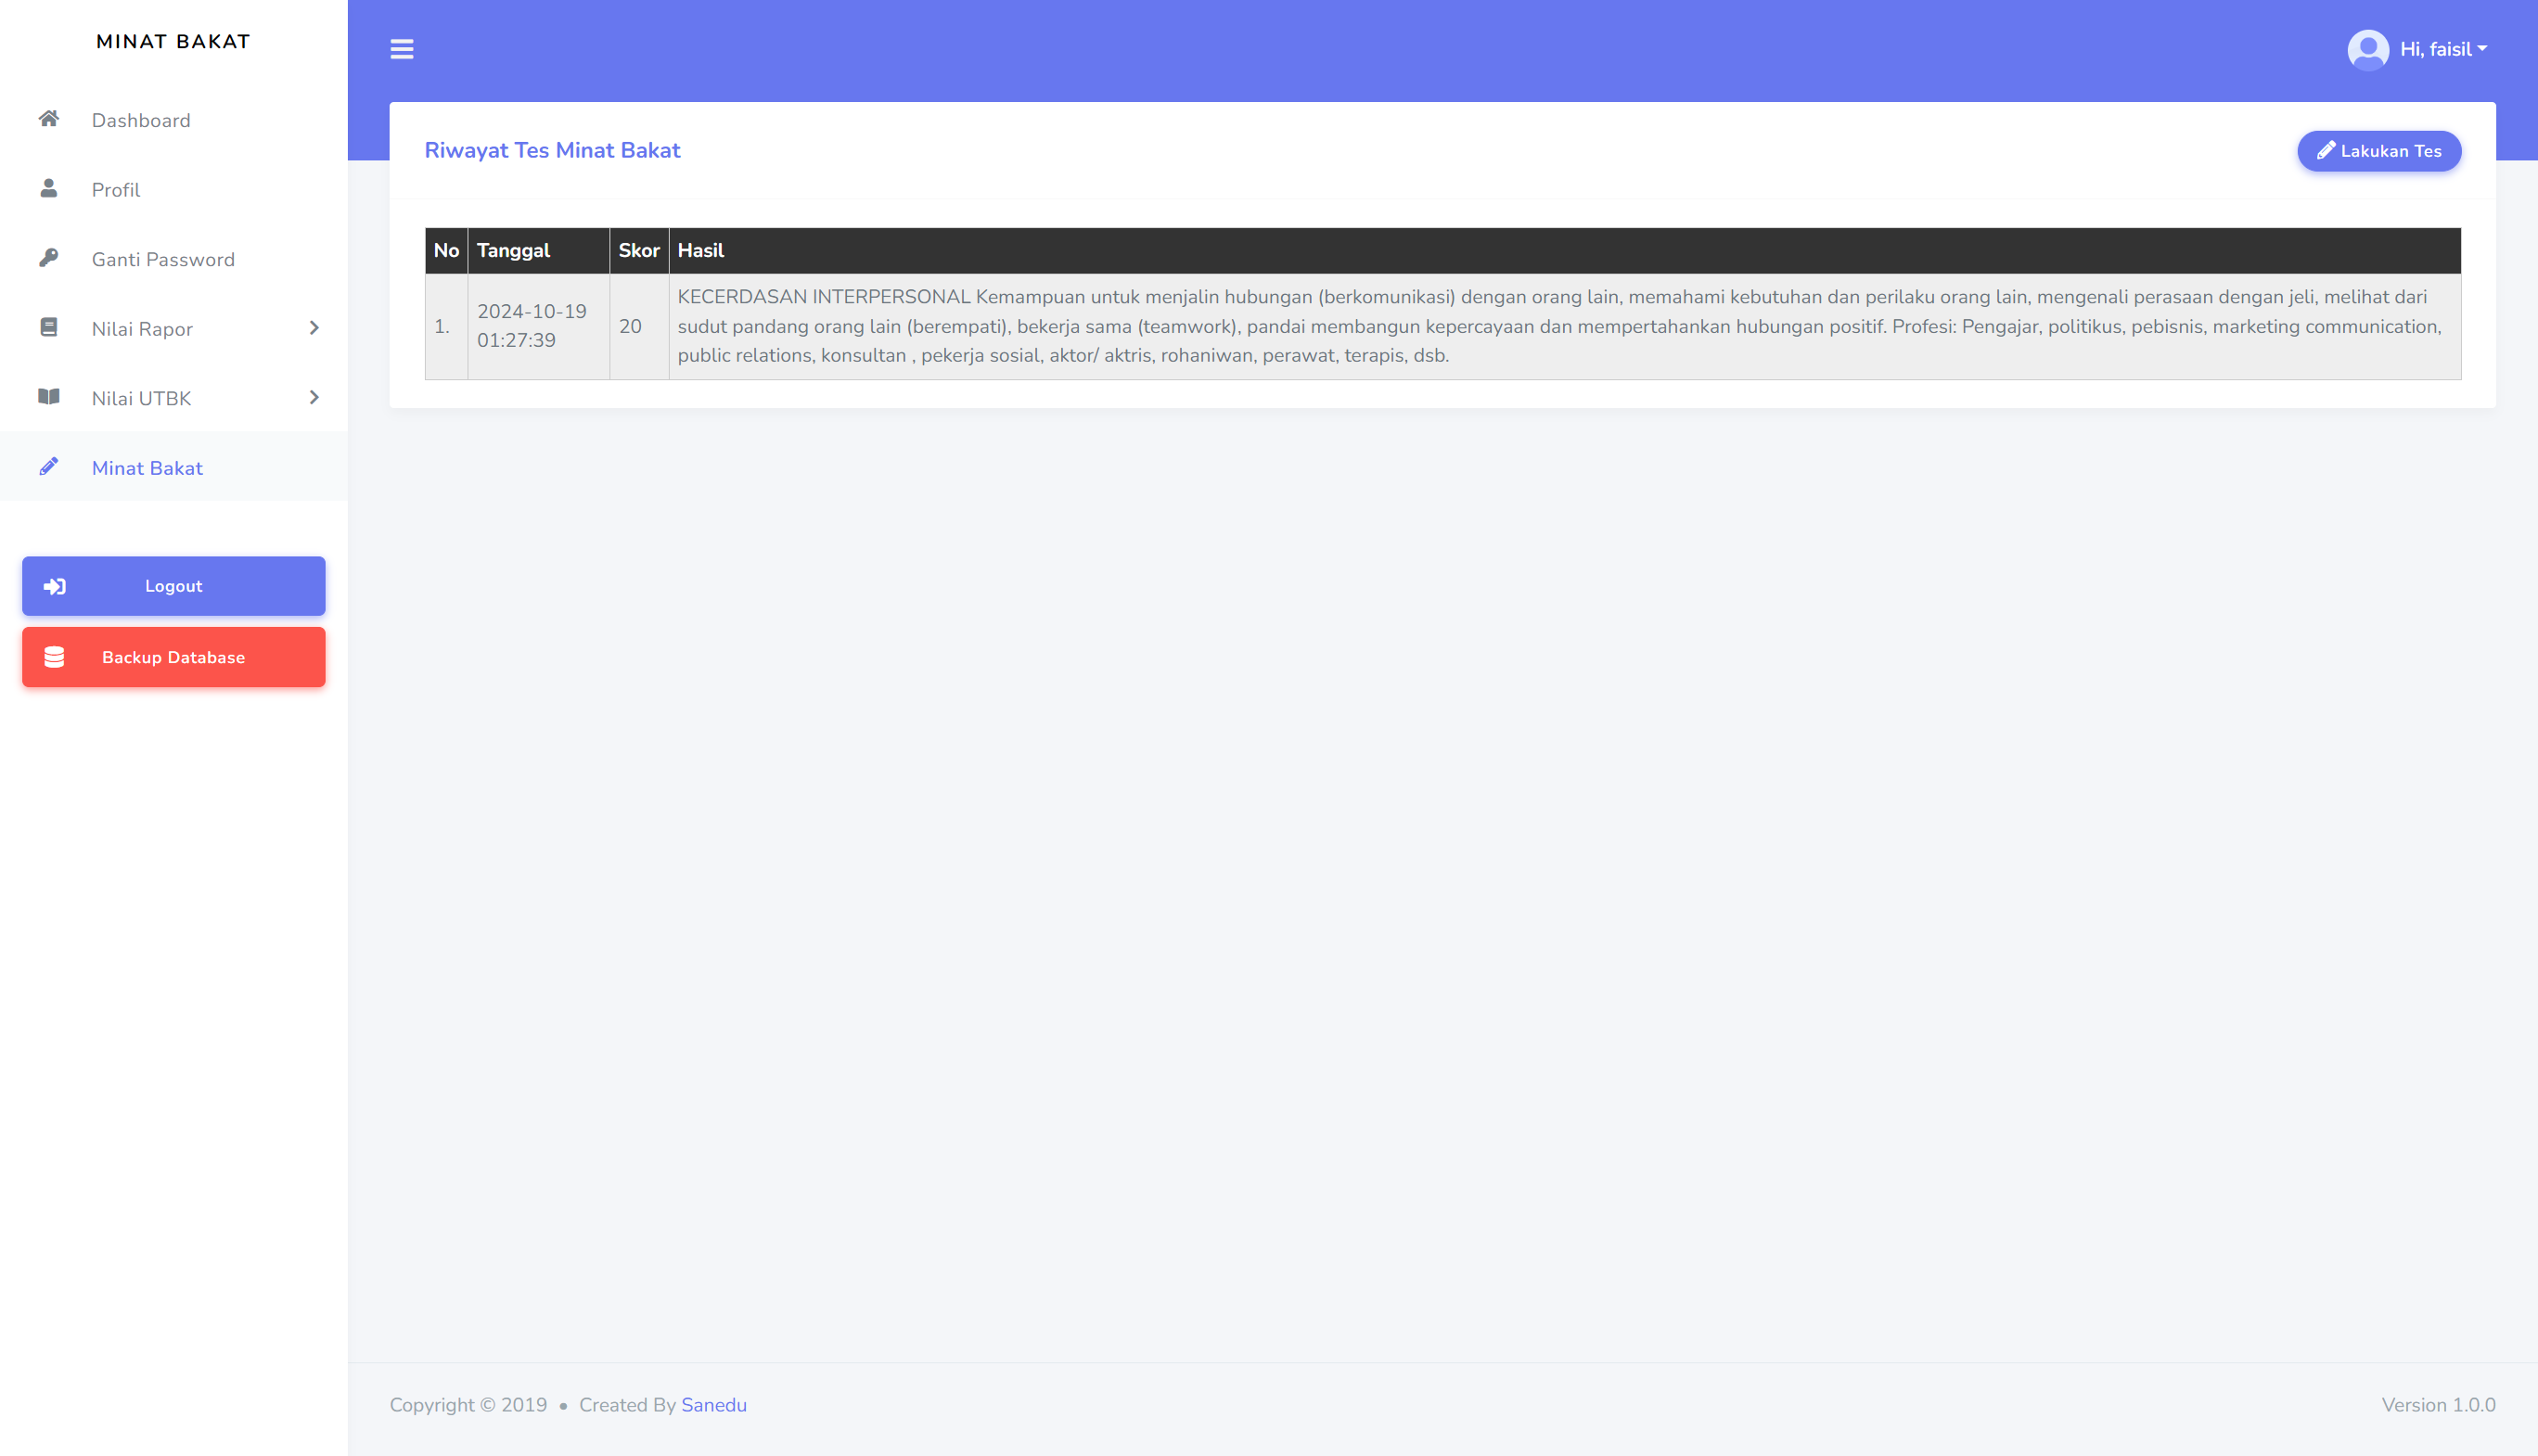 MINAT BAKAT
Dashboard
Profil
Ganti Password
Nilai Rapor
Nilai UTBK
Minat Bakat
Logout
Backup Database
Hi, faisil
Riwayat Tes Minat Bakat
Lakukan Tes
No Tanggal Skor Hasil
1. 2024-10-19 01:27:39 20
KECERDASAN INTERPERSONAL Kemampuan untuk menjalin hubungan (berkomunikasi) dengan orang lain, memahami kebutuhan dan perilaku orang lain, mengenali perasaan dengan jeli, melihat dari
sudut pandang orang lain (berempati), bekerja sama (teamwork), pandai membangun kepercayaan dan mempertahankan hubungan positif. Profesi: Pengajar, politikus, pebisnis, marketing communication,
public relations, konsultan , pekerja sosial, aktor/ aktris, rohaniwan, perawat, terapis, dsb.
Copyright © 2019 • Created By Sanedu
Version 1.0.0